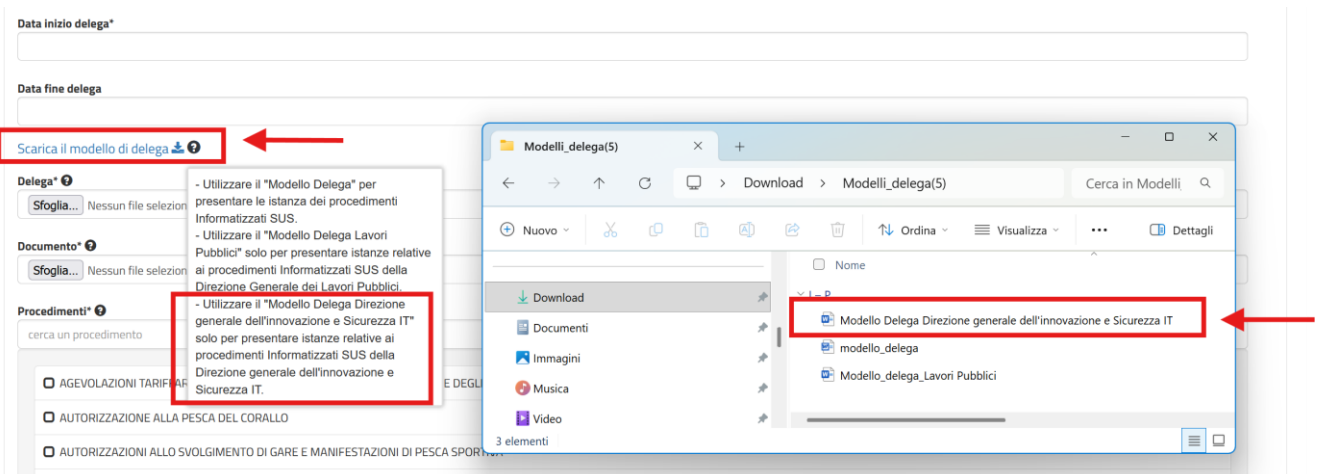 Data inizio delega*
Data fine delega
Scarica il modello di delega
Delega*
Sfoglia... Nessun file selezion
Documento*
Sfoglia... Nessun file selezion
Procedimenti*
cerca un procedimento
AGEVOLAZIONI TARIFFAR
E DEGLI
AUTORIZZAZIONE ALLA PESCA DEL CORALLO
AUTORIZZAZIONI ALLO SVOLGIMENTO DI GARE E MANIFESTAZIONI DI PESCA SPORTIVA
- Utilizzare il "Modello Delega" per
presentare le istanza dei procedimenti
Informatizzati SUS.
- Utilizzare il "Modello Delega Lavori
Pubblici" solo per presentare istanze relative
ai procedimenti Informatizzati SUS della
Direzione Generale dei Lavori Pubblici.
- Utilizzare il "Modello Delega Direzione
generale dell'innovazione e Sicurezza IT"
solo per presentare istanze relative ai
procedimenti Informatizzati SUS della
Direzione generale dell'innovazione e
Sicurezza IT.
Modelli_delega(5)
Download > Modelli_delega(5)
Cerca in Modelli_
Nuovo
Ordina
Visualizza
Dettagli
Nome
Download
Documenti
Immagini
Musica
Video
I – P
Modello Delega Direzione generale dell'innovazione e Sicurezza IT
modello_delega
Modello_delega_Lavori Pubblici
3 elementi